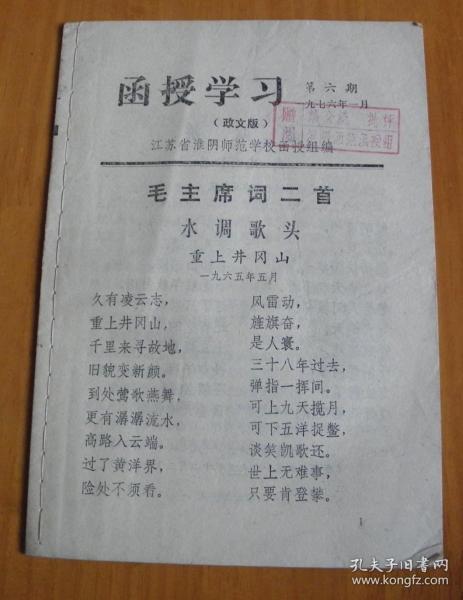 函授学习
第六期
一九七六年一月
(政文版)
江苏省淮阴师范学校函授组编
毛主席词二首
水调歌头
重上井冈山
一九六五年五月
久有凌云志,
重上井冈山,
千里来寻故地,
旧貌变新颜。
到处莺歌燕舞,
更有潺潺流水,
高路入云端。
过了黄洋界,
险处不须看。
风雷动,
旌旗奋,
是人寰。
三十八年过去,
弹指一挥间。
可上九天揽月,
可下五洋捉鳖,
谈笑凯歌还。
世上无难事,
只要肯登攀。
1
孔夫子旧书网
www.kongfz.com